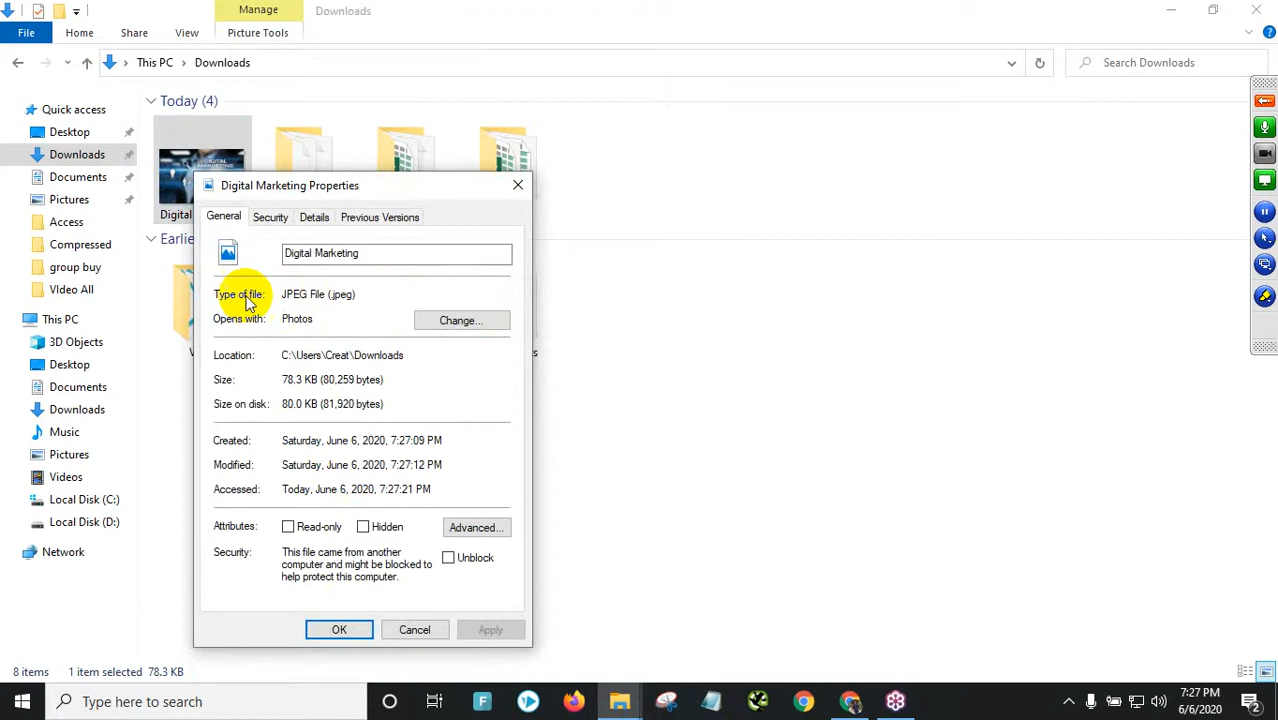 Manage
Downloads
File
Home
Share
View
Picture Tools
This PC
Downloads
Search Downloads
Quick access
Desktop
Downloads
Documents
Pictures
Access
Compressed
group buy
VIdeo All
This PC
3D Objects
Desktop
Documents
Downloads
Music
Pictures
Videos
Local Disk (C:)
Local Disk (D:)
Network
Today (4)
DIGITAL
MARKETING
Digital
Earlie
Digital Marketing Properties
General
Security
Details
Previous Versions
Digital Marketing
Type of file: JPEG File (.jpeg)
Opens with: Photos
Change...
Location: C:\Users\Creat\Downloads
Size: 78.3 KB (80,259 bytes)
Size on disk: 80.0 KB (81,920 bytes)
Created: Saturday, June 6, 2020, 7:27:09 PM
Modified: Saturday, June 6, 2020, 7:27:12 PM
Accessed: Today, June 6, 2020, 7:27:21 PM
Attributes: Read-only Hidden Advanced...
Security: This file came from another
computer and might be blocked to
help protect this computer.
Unblock
OK
Cancel
Apply
8 items
1 item selected 78.3 KB
Type here to search
7:27 PM
6/6/2020
2